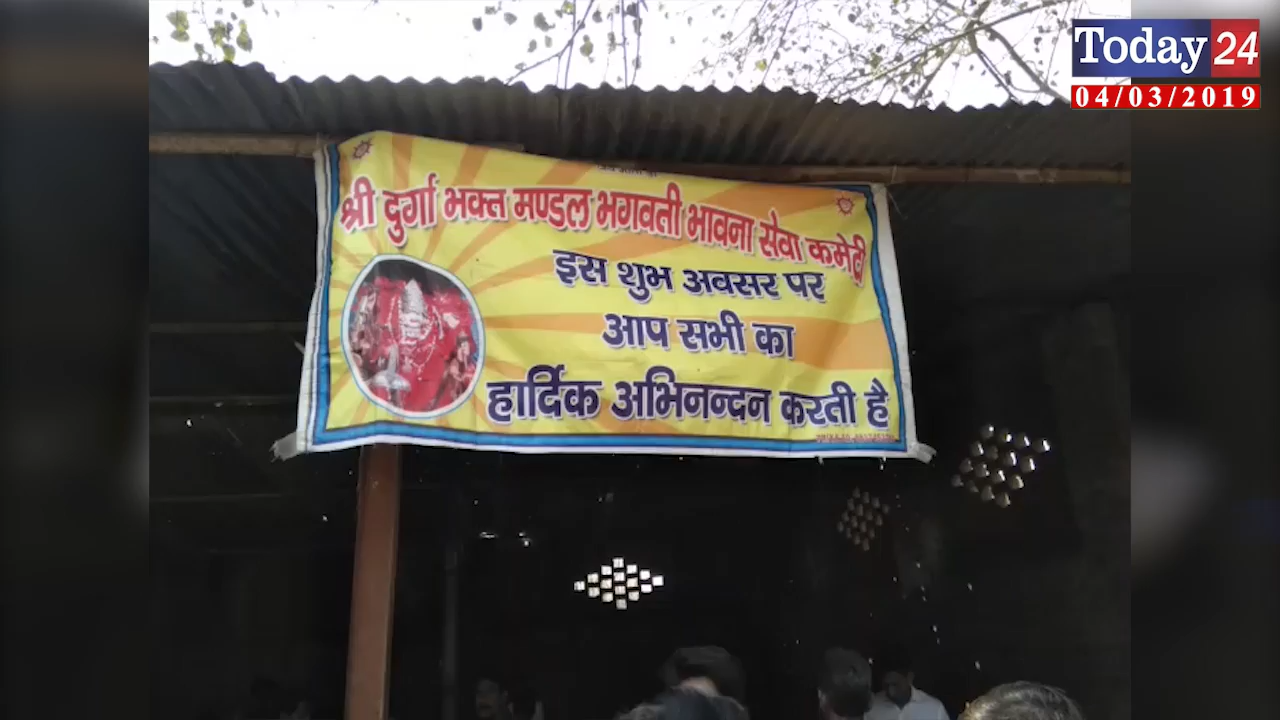 Today 24
04/03/2019
श्री दुर्गा भक्त मण्डल भगवती भावना सेवा कमेटी
इस शुभ अवसर पर
आप सभी का
हार्दिक अभिनन्दन करती है